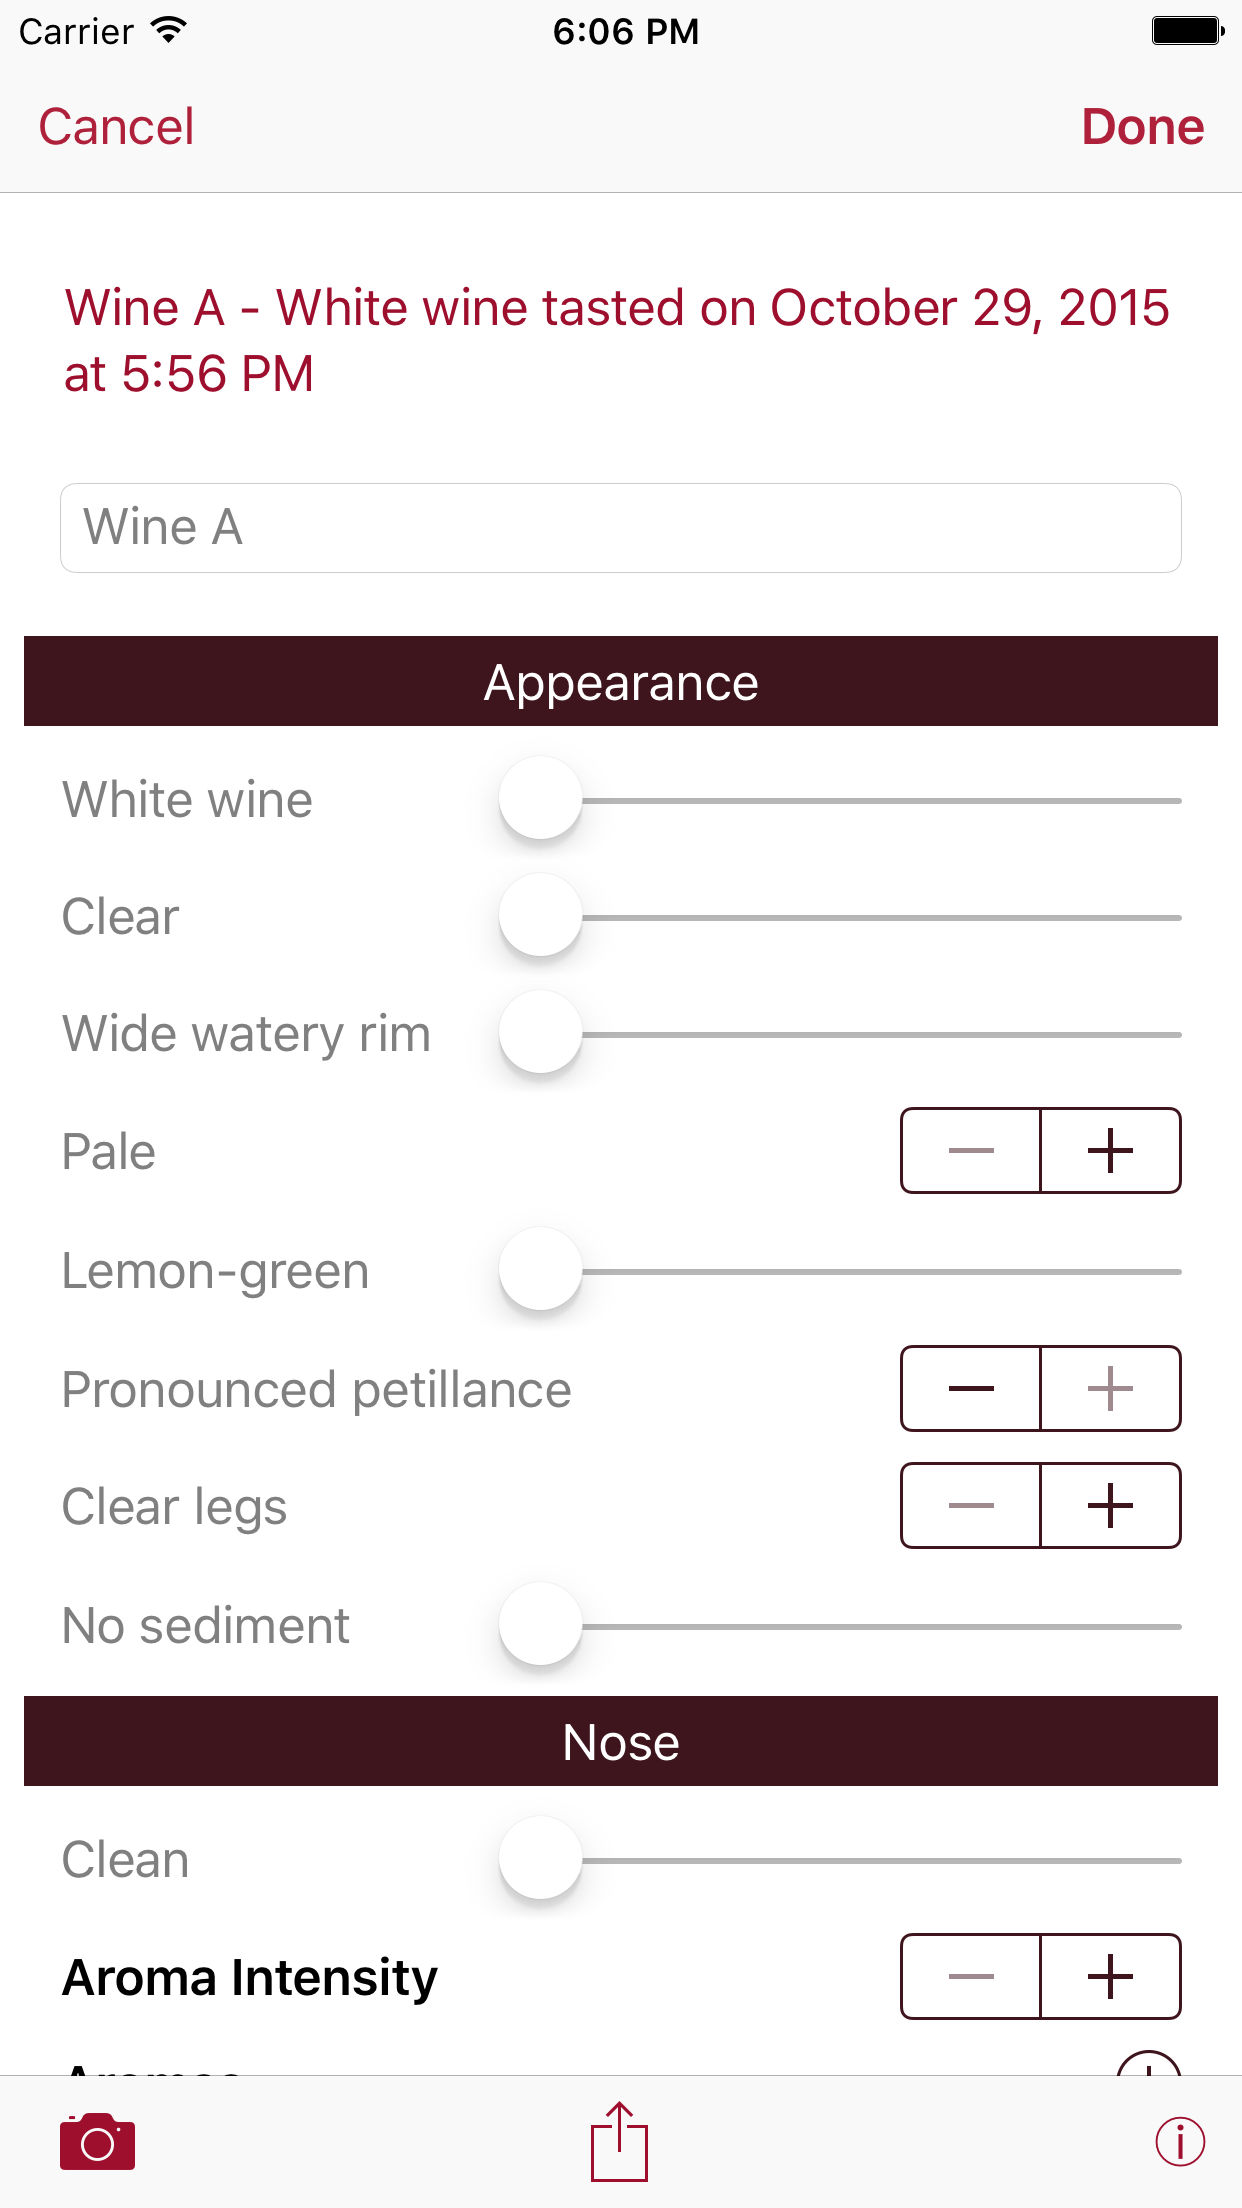 Carrier 6:06 PM
Cancel Done
Wine A - White wine tasted on October 29, 2015
at 5:56 PM
Wine A
Appearance
White wine
Clear
Wide watery rim
Pale
Lemon-green
Pronounced petillance
Clear legs
No sediment
Nose
Clean
Aroma Intensity